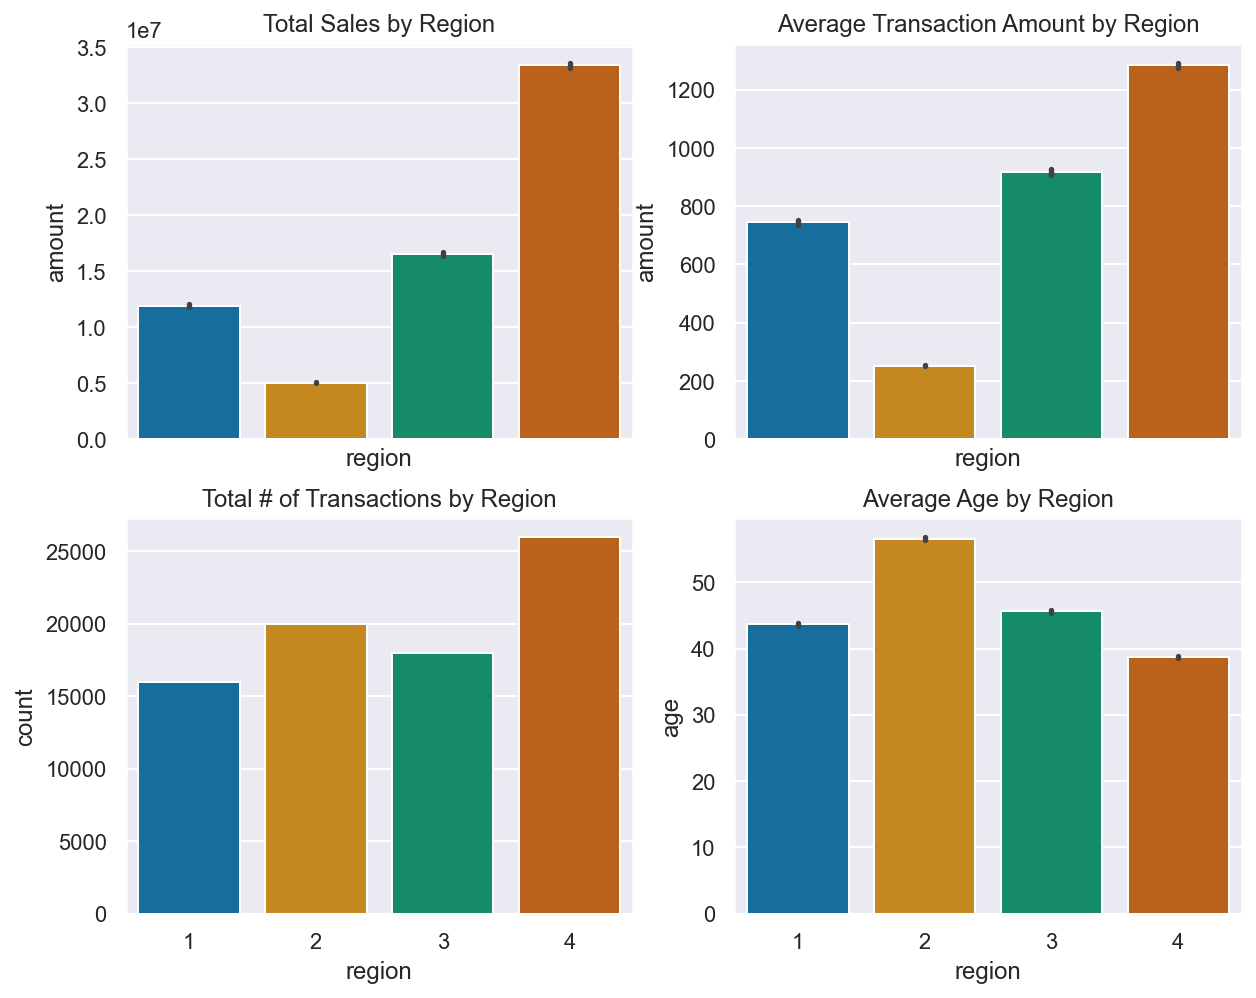 Total Sales by Region
1e7
3.5
3.0
2.5
2.0
1.5
1.0
0.5
0.0
amount
region
Average Transaction Amount by Region
1200
1000
800
600
400
200
0
amount
region
Total # of Transactions by Region
25000
20000
15000
10000
5000
0
count
1 2 3 4
region
Average Age by Region
50
40
30
20
10
0
age
1 2 3 4
region